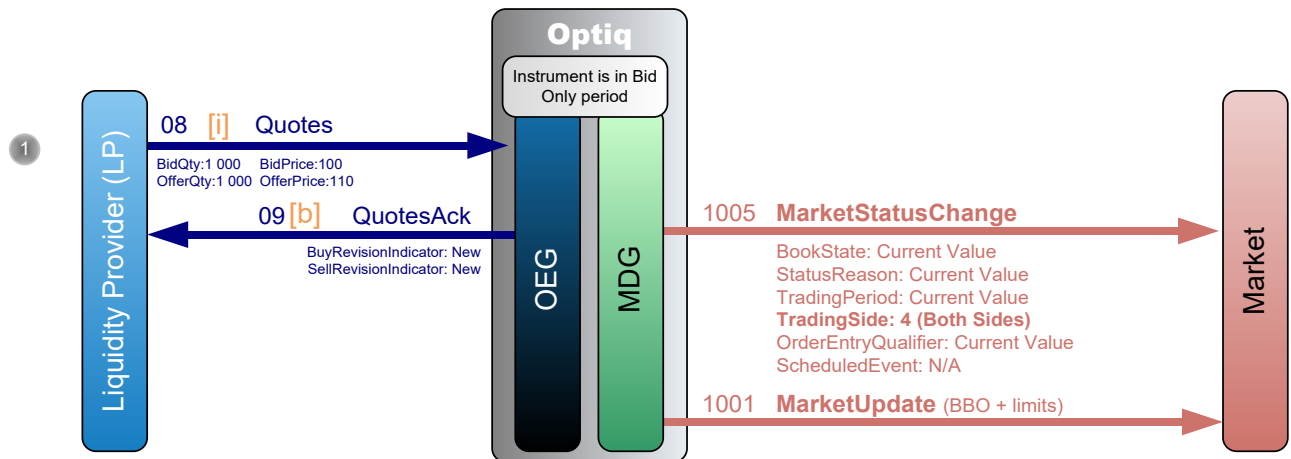 Optiq
Instrument is in Bid
Only period
1
Liquidity Provider (LP)
08 [i] Quotes
BidQty:1 000 BidPrice:100
OfferQty:1 000 OfferPrice:110
09 [b] QuotesAck
BuyRevisionIndicator: New
SellRevisionIndicator: New
OEG
MDG
1005 MarketStatusChange
BookState: Current Value
StatusReason: Current Value
TradingPeriod: Current Value
TradingSide: 4 (Both Sides)
OrderEntryQualifier: Current Value
ScheduledEvent: N/A
1001 MarketUpdate (BBO + limits)
Market